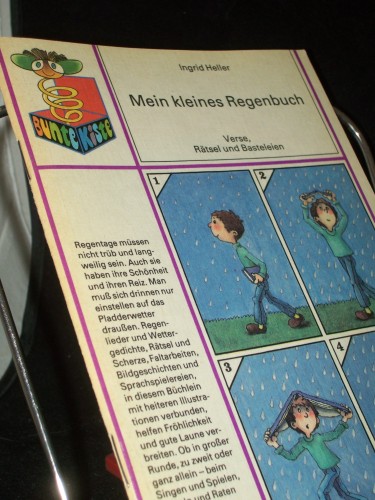 BUNTE KISTE
Ingrid Heller
Mein kleines Regenbuch
Verse,
Rätsel und Basteleien
1
2
3
4
Regentage müssen
nicht trüb und lang-
weilig sein. Auch sie
haben ihre Schönheit
und ihren Reiz. Man
muß sich drinnen nur
einstellen auf das
Pladderwetter
draußen. Regen-
lieder und Wetter-
gedichte, Rätsel und
Scherze, Faltarbeiten,
Bildgeschichten und
Sprachspielereien,
in diesem Büchlein
mit heiteren Illustra-
tionen verbunden,
helfen Fröhlichkeit
und gute Laune ver-
breiten. Ob in großer
Runde, zu zweit oder
ganz allein – beim
Singen und Spielen,
und Raten